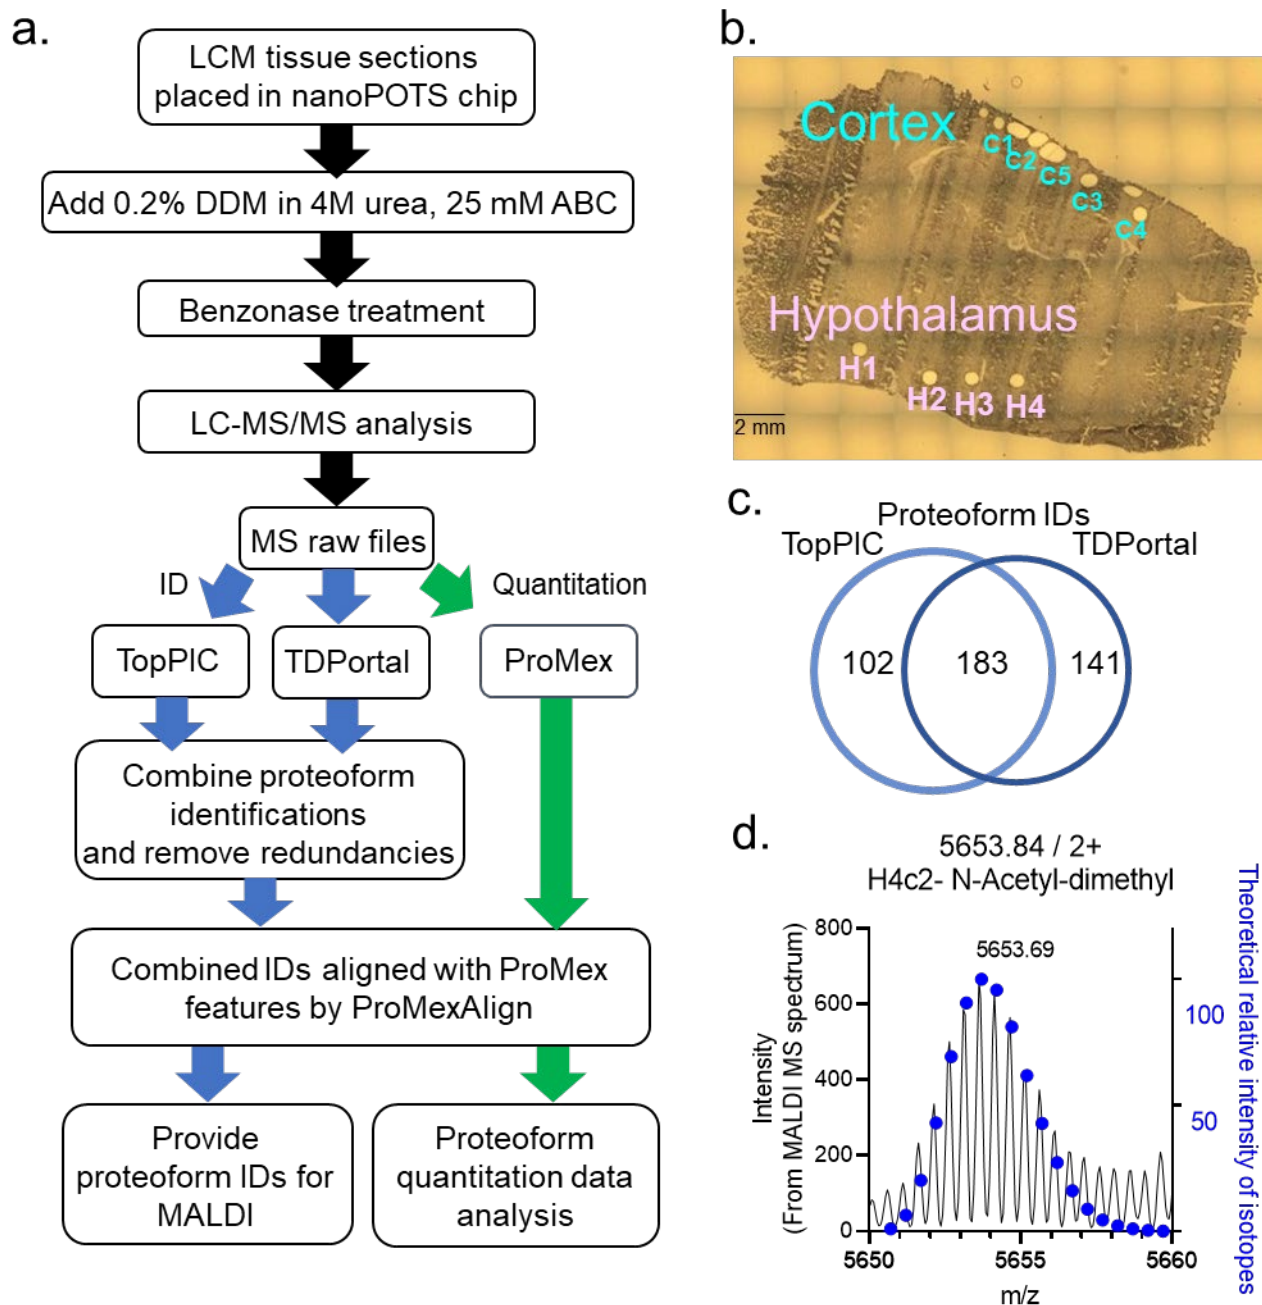 a.
LCM tissue sections
placed in nanoPOTS chip
Add 0.2% DDM in 4M urea, 25 mM ABC
Benzonase treatment
LC-MS/MS analysis
MS raw files
ID
Quantitation
TopPIC
TDPortal
ProMex
Combine proteoform
identifications
and remove redundancies
Combined IDs aligned with ProMex
features by ProMexAlign
Provide
proteoform IDs for
MALDI
Proteoform
quantitation data
analysis
b.
Cortex
C1
C2
C5
C3
C4
Hypothalamus
H1
H2
H3
H4
2 mm
c.
Proteoform IDs
TopPIC
TDPortal
102
183
141
d.
5653.84 / 2+
H4c2- N-Acetyl-dimethyl
5653.69
Intensity
(From MALDI MS spectrum)
800
600
400
200
0
5650
5655
5660
m/z
100
50
Theoretical relative intensity of isotopes